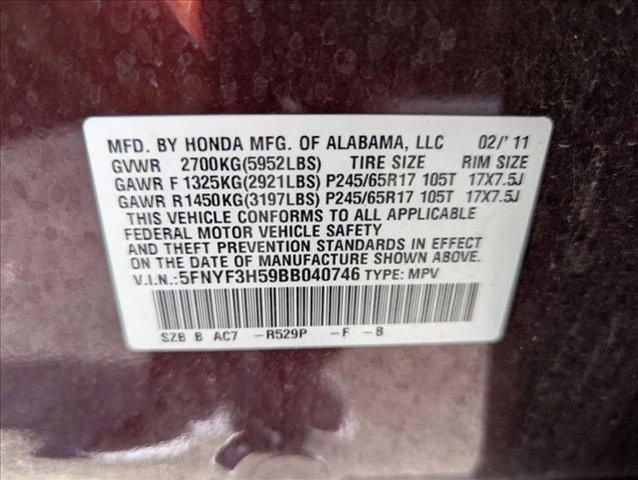 MFD. BY HONDA MFG. OF ALABAMA, LLC 02/'11
GVWR 2700KG(5952LBS) TIRE SIZE RIM SIZE
GAWR F 1325KG(2921LBS) P245/65R17 105T 17X7.5J
GAWR R1450KG(3197LBS) P245/65R17 105T 17X7.5J
THIS VEHICLE CONFORMS TO ALL APPLICABLE
FEDERAL MOTOR VEHICLE SAFETY
AND THEFT PREVENTION STANDARDS IN EFFECT
ON THE DATE OF MANUFACTURE SHOWN ABOVE.
V.I.N.:5FNYF3H59BB040746 TYPE: MPV
SZB B AC7 -R529P -F -B